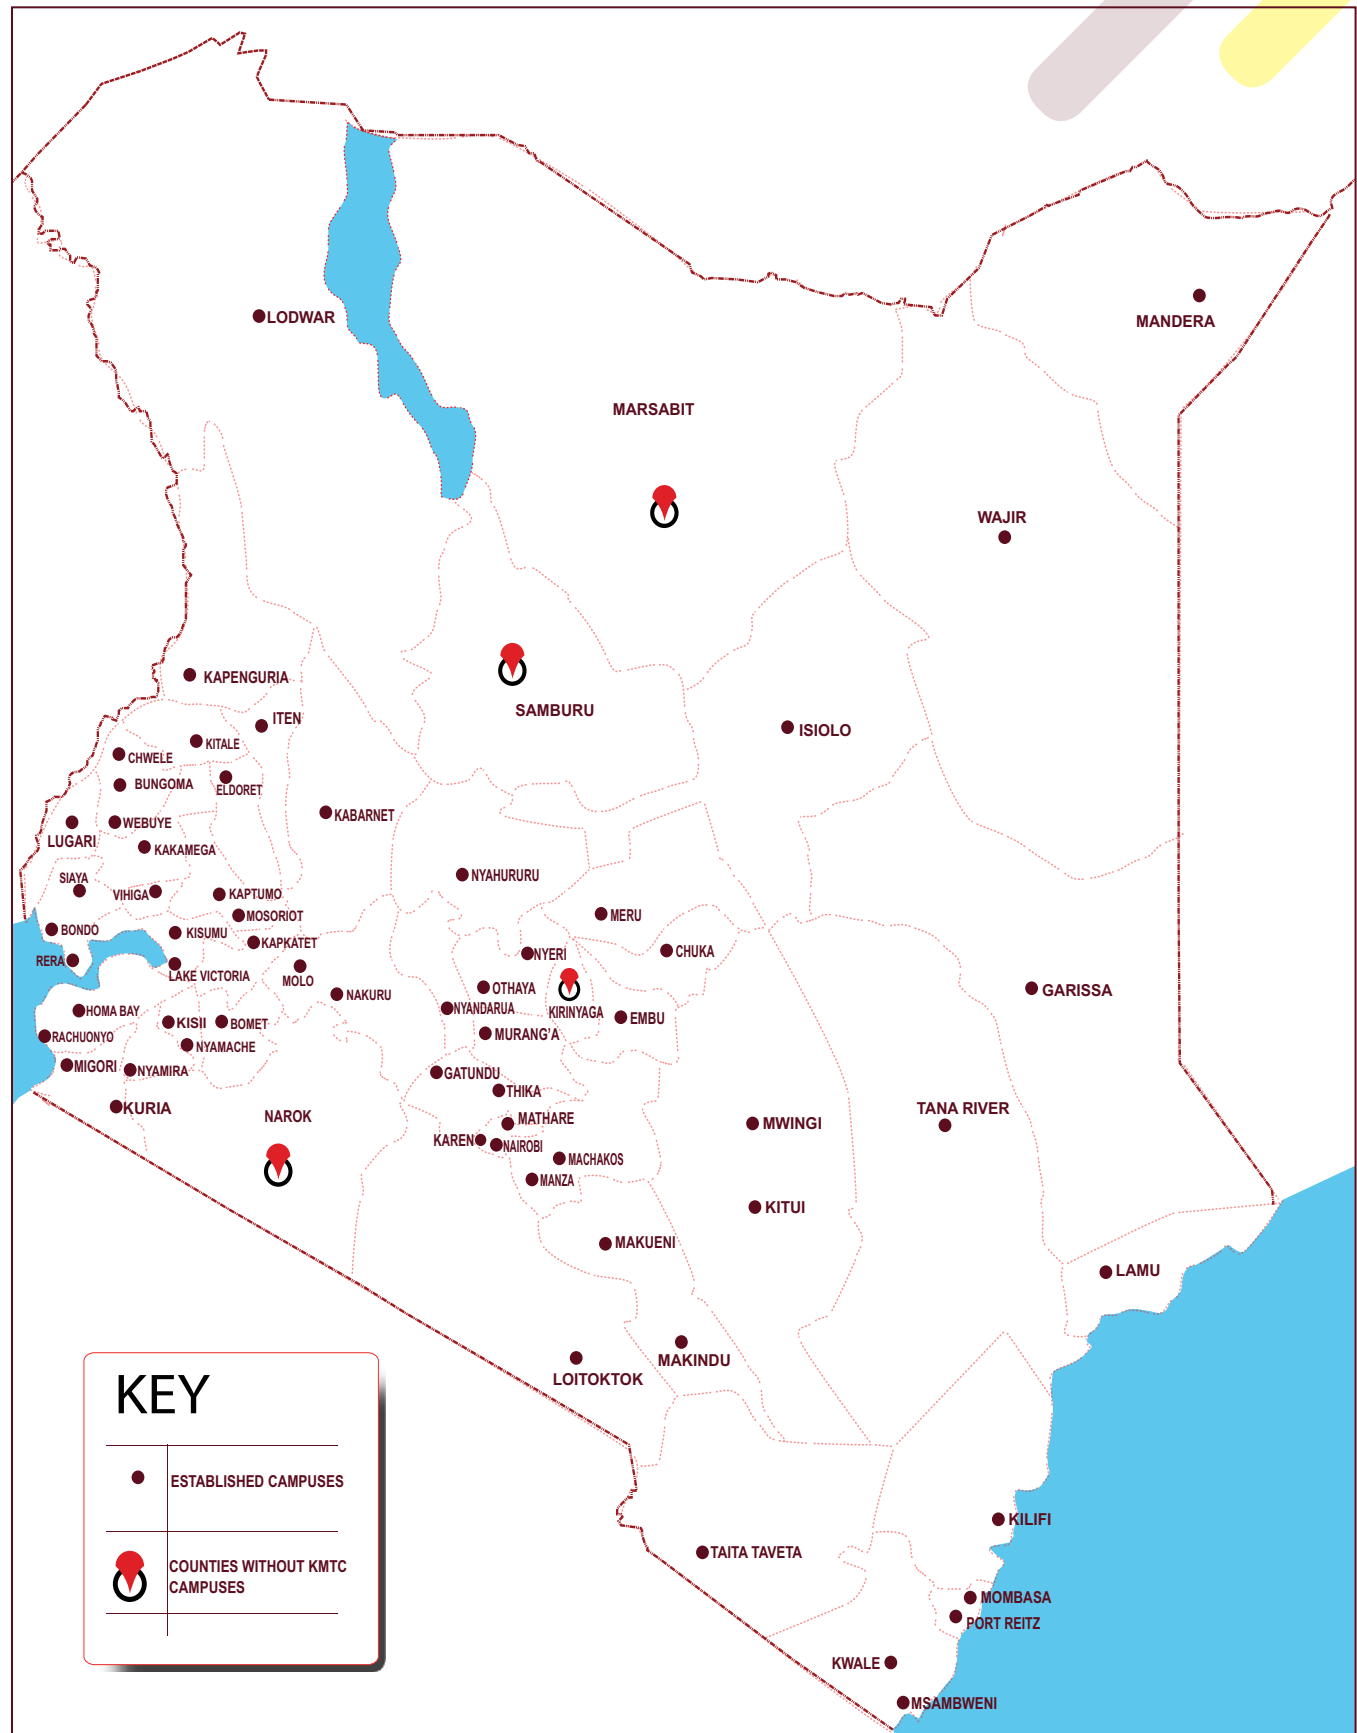 LODWAR
MANDERA
MARSABIT
WAJIR
KAPENGURIA
SAMBURU
ITEN
ISIOLO
KITALE
CHWELE
BUNGOMA
ELDORET
KABARNET
WEBUYE
LUGARI
KAKAMEGA
NYAHURURU
SIAYA
VIHIGA
KAPTUMO
MOSORIOT
MERU
BONDO
KISUMU
KAPKATET
NYERI
CHUKA
RERA
LAKE VICTORIA
MOLO
OTHAYA
NAKURU
GARISSA
HOMA BAY
NYANDARUA
KIRINYAGA
EMBU
KISII
BOMET
RACHUONYO
MURANG’A
NYAMACHE
MIGORI
NYAMIRA
GATUNDU
THIKA
KURIA
NAROK
MATHARE
MWINGI
TANA RIVER
KAREN
NAIROBI
MACHAKOS
MANZA
KITUI
MAKUENI
LAMU
MAKINDU
LOITOKTOK
KEY
ESTABLISHED CAMPUSES
COUNTIES WITHOUT KMTC
CAMPUSES
KILIFI
TAITA TAVETA
MOMBASA
PORT REITZ
KWALE
MSAMBWENI